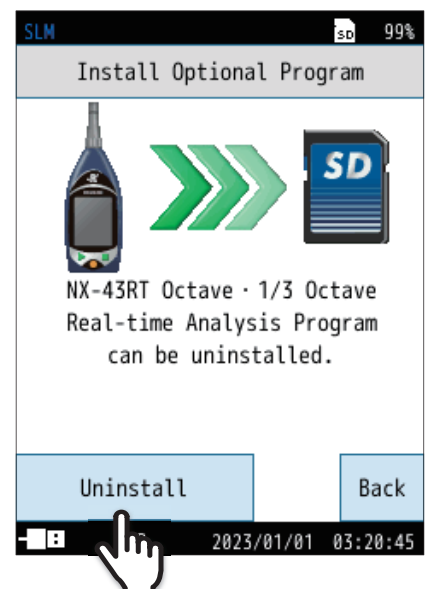 SLM
SD 99%
Install Optional Program
SD
NX-43RT Octave・1/3 Octave
Real-time Analysis Program
can be uninstalled.
Uninstall
Back
2023/01/01 03:20:45